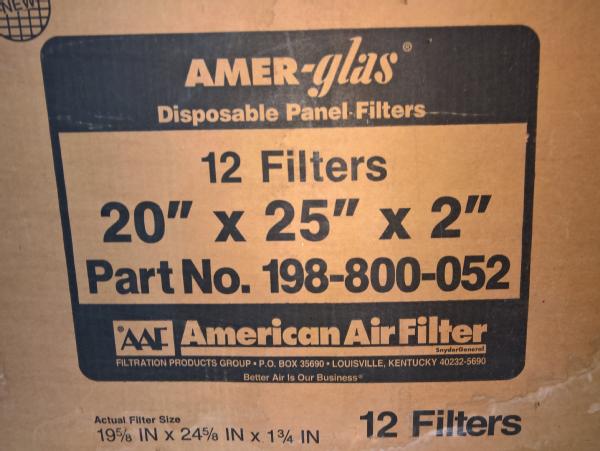 NEW
AMER-glas®
Disposable Panel Filters
12 Filters
20" x 25" x 2"
Part No. 198-800-052
AAF American Air Filter
SnyderGeneral
FILTRATION PRODUCTS GROUP • P.O. BOX 35690 • LOUISVILLE, KENTUCKY 40232-5690
Better Air Is Our Business®
Actual Filter Size
19⅝ IN x 24⅝ IN x 1¾ IN
12 Filters